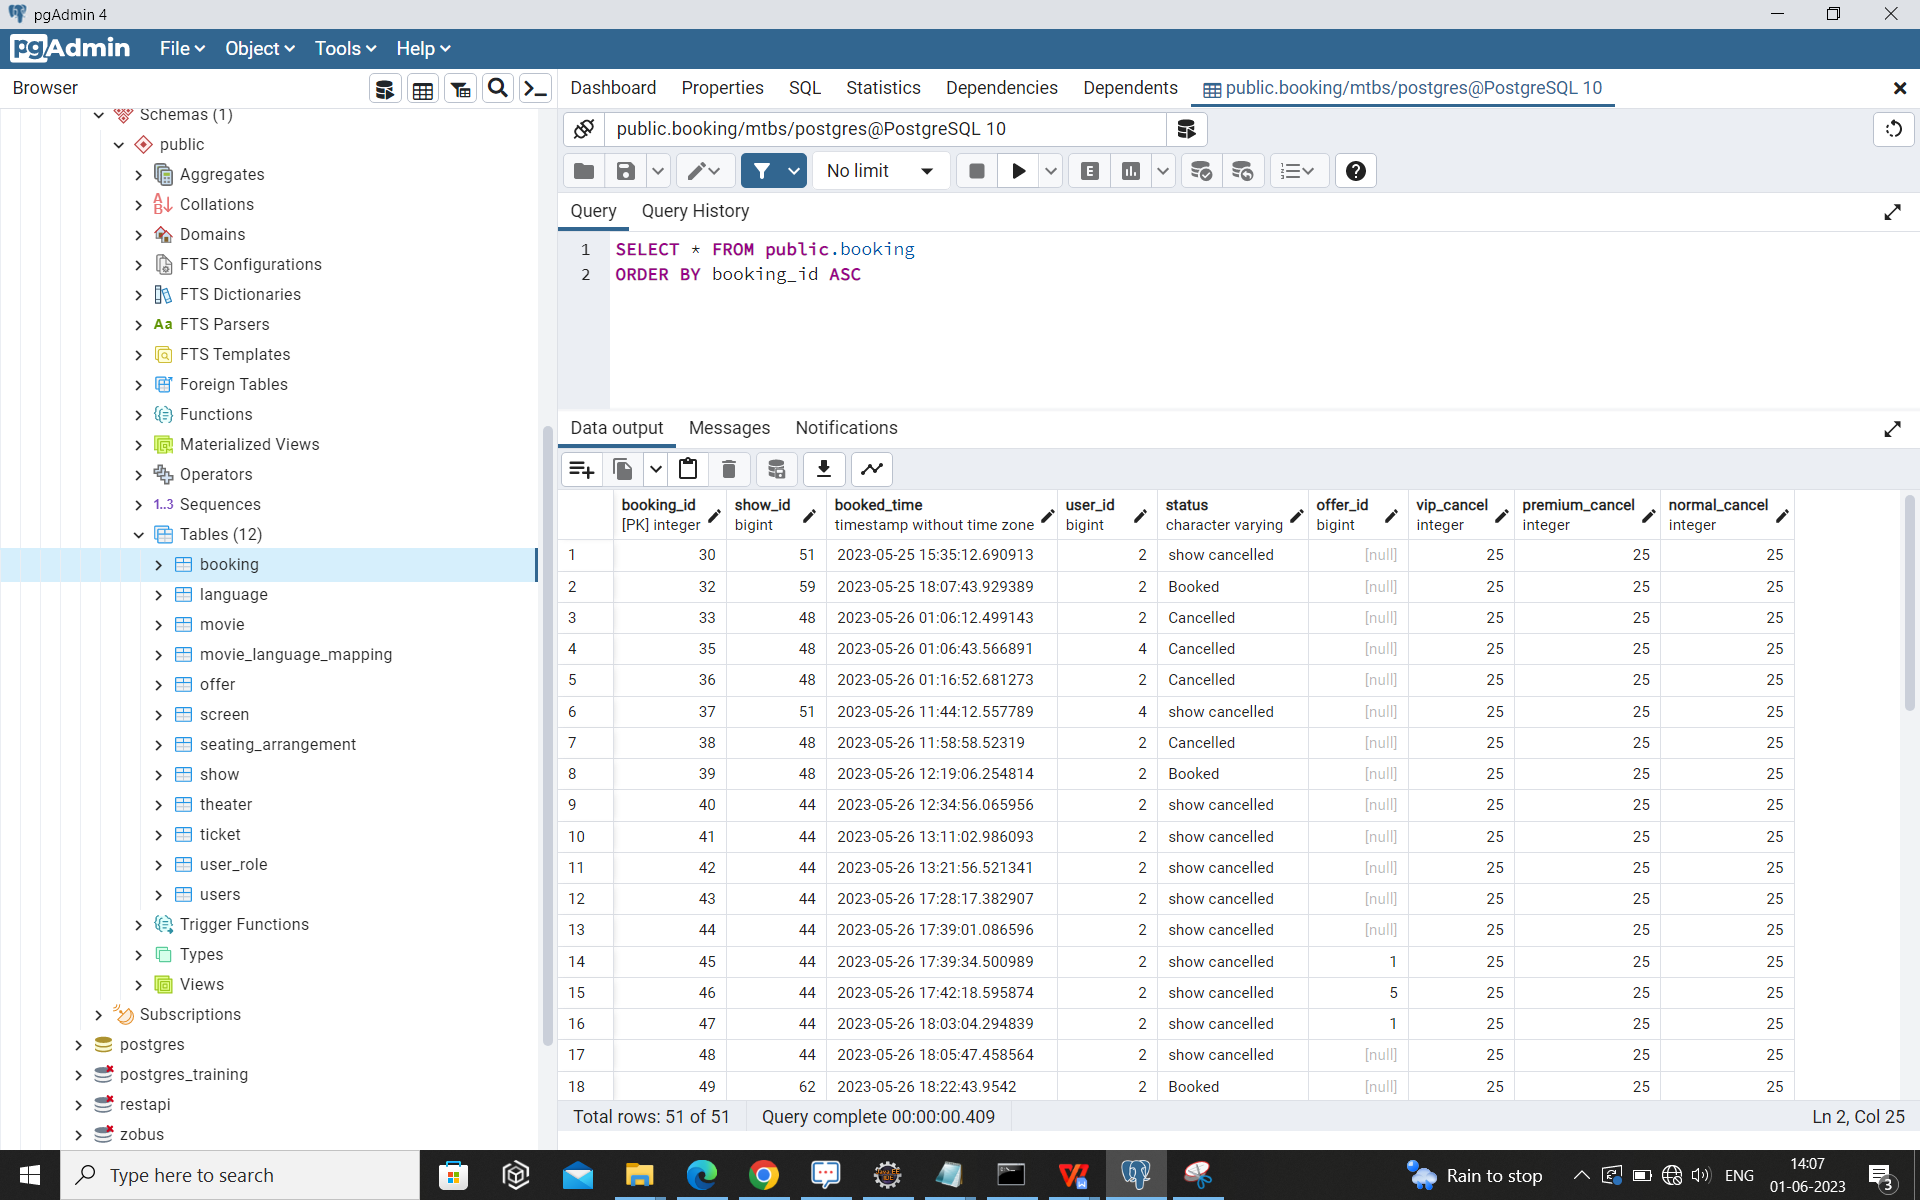 pgAdmin 4
pgAdmin File Object Tools Help
Browser
Dashboard Properties SQL Statistics Dependencies Dependents public.booking/mtbs/postgres@PostgreSQL 10
public.booking/mtbs/postgres@PostgreSQL 10
No limit
Query Query History
1 SELECT * FROM public.booking
2 ORDER BY booking_id ASC
Schemas (1)
public
Aggregates
Collations
Domains
FTS Configurations
FTS Dictionaries
Aa FTS Parsers
FTS Templates
Foreign Tables
Functions
Materialized Views
Operators
1..3 Sequences
Tables (12)
booking
language
movie
movie_language_mapping
offer
screen
seating_arrangement
show
theater
ticket
user_role
users
Trigger Functions
Types
Views
Subscriptions
postgres
postgres_training
restapi
zobus
Data output Messages Notifications
booking_id show_id booked_time user_id status offer_id vip_cancel premium_cancel normal_cancel
[PK] integer bigint timestamp without time zone bigint character varying bigint integer integer integer
1 30 51 2023-05-25 15:35:12.690913 2 show cancelled [null] 25 25 25
2 32 59 2023-05-25 18:07:43.929389 2 Booked [null] 25 25 25
3 33 48 2023-05-26 01:06:12.499143 2 Cancelled [null] 25 25 25
4 35 48 2023-05-26 01:06:43.566891 4 Cancelled [null] 25 25 25
5 36 48 2023-05-26 01:16:52.681273 2 Cancelled [null] 25 25 25
6 37 51 2023-05-26 11:44:12.557789 4 show cancelled [null] 25 25 25
7 38 48 2023-05-26 11:58:58.52319 2 Cancelled [null] 25 25 25
8 39 48 2023-05-26 12:19:06.254814 2 Booked [null] 25 25 25
9 40 44 2023-05-26 12:34:56.065956 2 show cancelled [null] 25 25 25
10 41 44 2023-05-26 13:11:02.986093 2 show cancelled [null] 25 25 25
11 42 44 2023-05-26 13:21:56.521341 2 show cancelled [null] 25 25 25
12 43 44 2023-05-26 17:28:17.382907 2 show cancelled [null] 25 25 25
13 44 44 2023-05-26 17:39:01.086596 2 show cancelled [null] 25 25 25
14 45 44 2023-05-26 17:39:34.500989 2 show cancelled 1 25 25 25
15 46 44 2023-05-26 17:42:18.595874 2 show cancelled 5 25 25 25
16 47 44 2023-05-26 18:03:04.294839 2 show cancelled 1 25 25 25
17 48 44 2023-05-26 18:05:47.458564 2 show cancelled [null] 25 25 25
18 49 62 2023-05-26 18:22:43.9542 2 Booked [null] 25 25 25
Total rows: 51 of 51 Query complete 00:00:00.409 Ln 2, Col 25
Type here to search Rain to stop ENG 14:07
01-06-2023 3